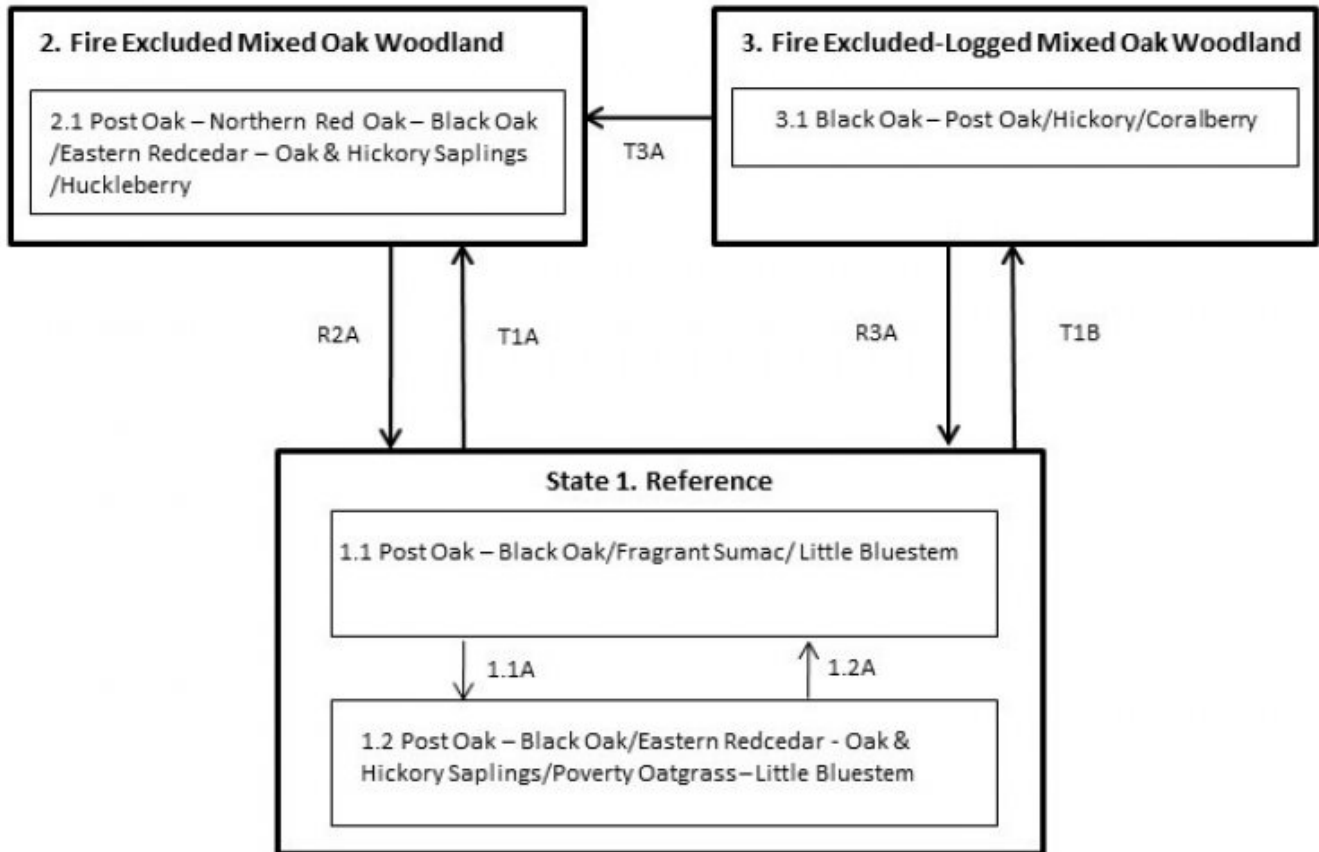 2. Fire Excluded Mixed Oak Woodland
2.1 Post Oak – Northern Red Oak – Black Oak
/Eastern Redcedar – Oak & Hickory Saplings
/Huckleberry
3. Fire Excluded-Logged Mixed Oak Woodland
3.1 Black Oak – Post Oak/Hickory/Coralberry
T3A
R2A
T1A
R3A
T1B
State 1. Reference
1.1 Post Oak – Black Oak/Fragrant Sumac/ Little Bluestem
1.1A
1.2A
1.2 Post Oak – Black Oak/Eastern Redcedar - Oak &
Hickory Saplings/Poverty Oatgrass–Little Bluestem